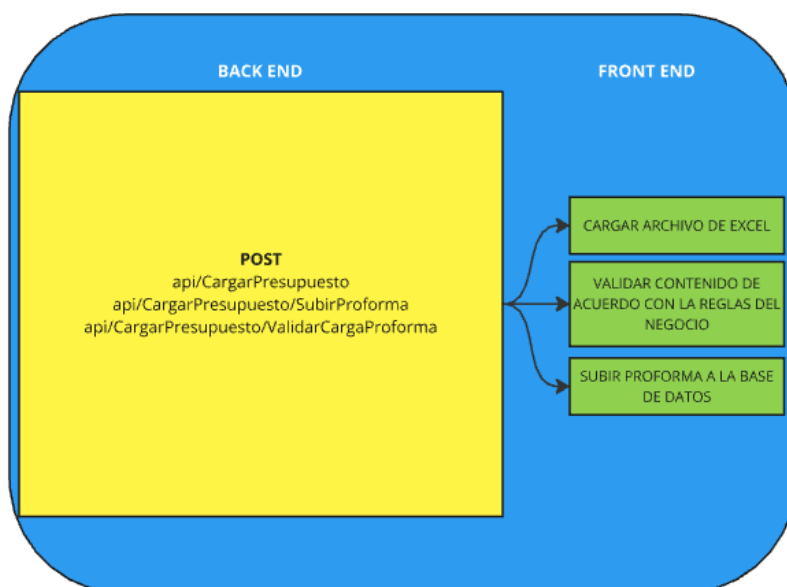 BACK END
FRONT END
POST
api/CargarPresupuesto
api/CargarPresupuesto/SubirProforma
api/CargarPresupuesto/ValidarCargaProforma
CARGAR ARCHIVO DE EXCEL
VALIDAR CONTENIDO DE
ACUERDO CON LA REGLAS DEL
NEGOCIO
SUBIR PROFORMA A LA BASE
DE DATOS